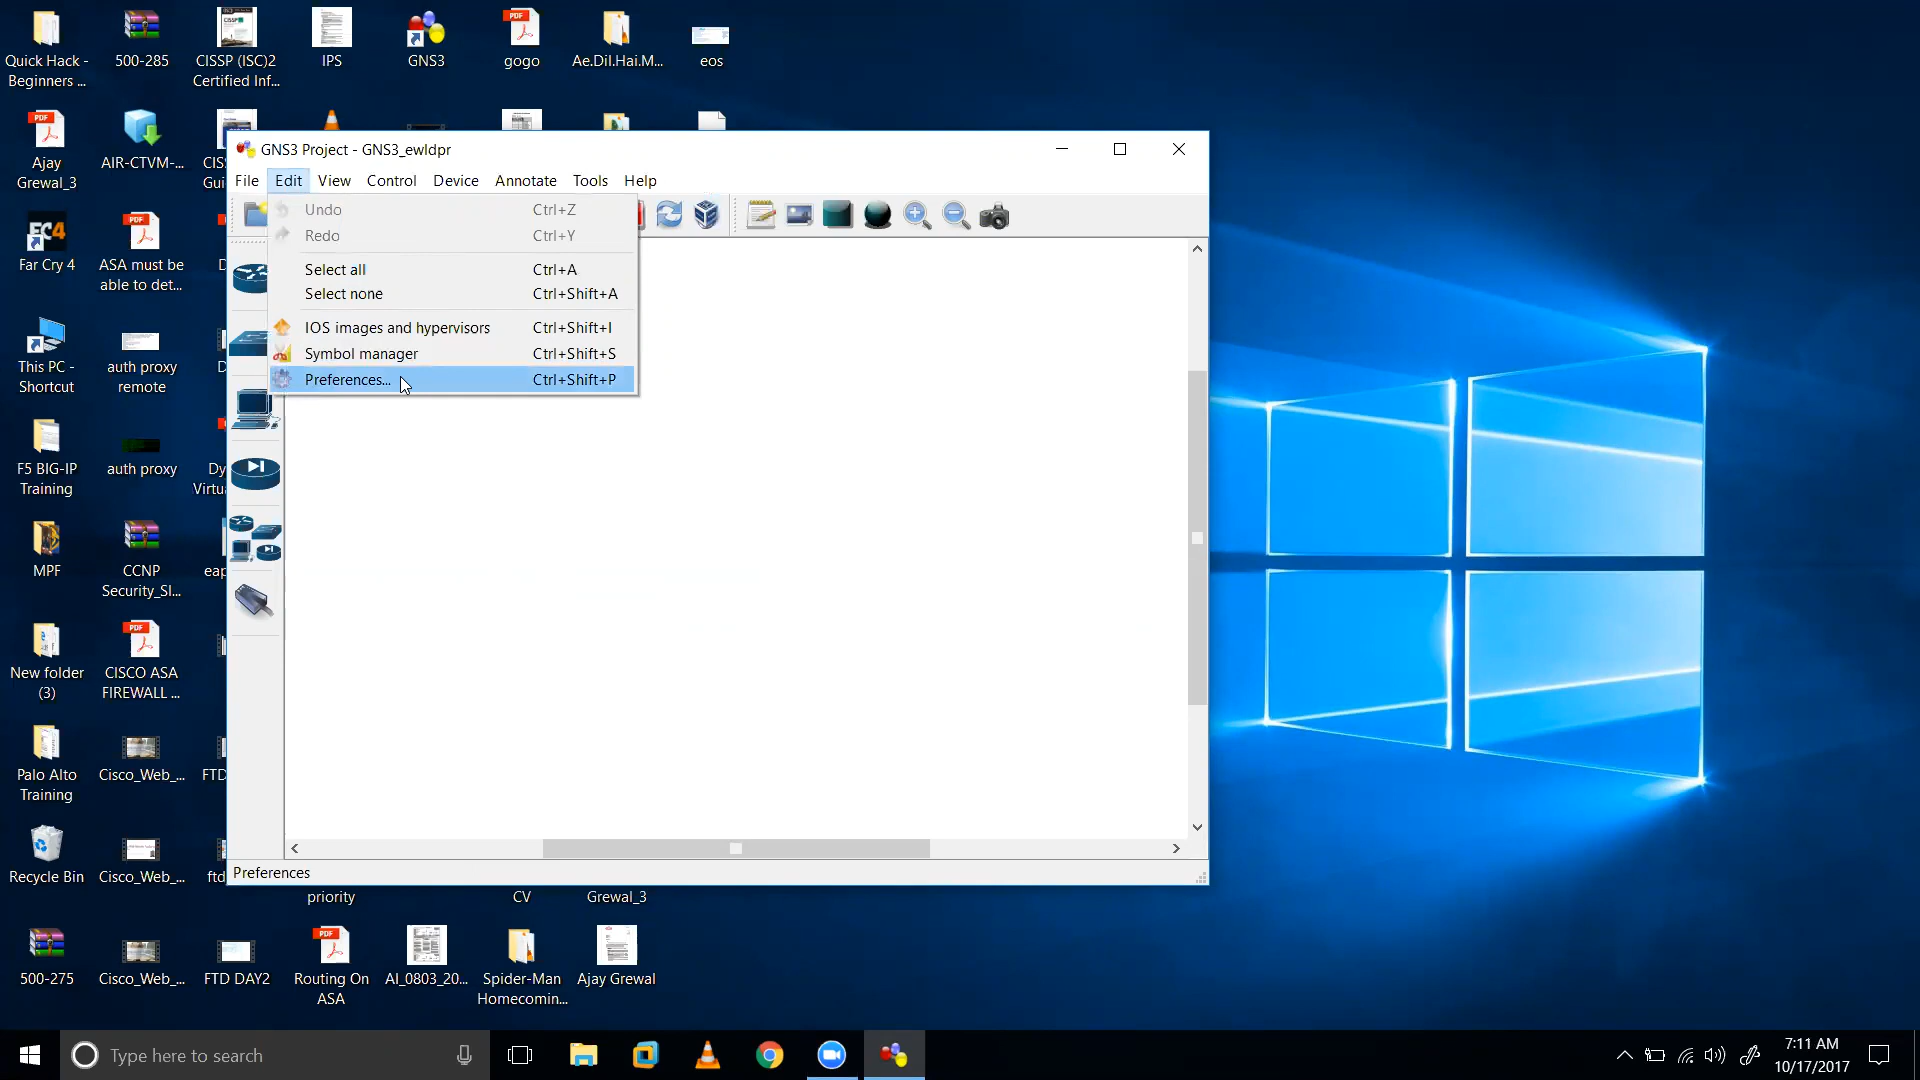 Quick Hack -
Beginners ...
500-285
CISSP (ISC)2
Certified Inf...
IPS
GNS3
gogo
Ae.Dil.Hai.M...
eos
Ajay
Grewal_3
AIR-CTVM-...
CIS
Gui
Far Cry 4
ASA must be
able to det...
D
This PC -
Shortcut
auth proxy
remote
D
F5 BIG-IP
Training
auth proxy
Dy
Virtu
MPF
CCNP
Security_Sl...
eap
New folder
(3)
CISCO ASA
FIREWALL ...
Palo Alto
Training
Cisco_Web_...
FTD
Recycle Bin
Cisco_Web_...
ftd
priority
CV
Grewal_3
500-275
Cisco_Web_...
FTD DAY2
Routing On
ASA
AI_0803_20...
Spider-Man
Homecomin...
Ajay Grewal
GNS3 Project - GNS3_ewldpr
File Edit View Control Device Annotate Tools Help
Undo Ctrl+Z
Redo Ctrl+Y
Select all Ctrl+A
Select none Ctrl+Shift+A
IOS images and hypervisors Ctrl+Shift+I
Symbol manager Ctrl+Shift+S
Preferences... Ctrl+Shift+P
Preferences
Type here to search
7:11 AM
10/17/2017